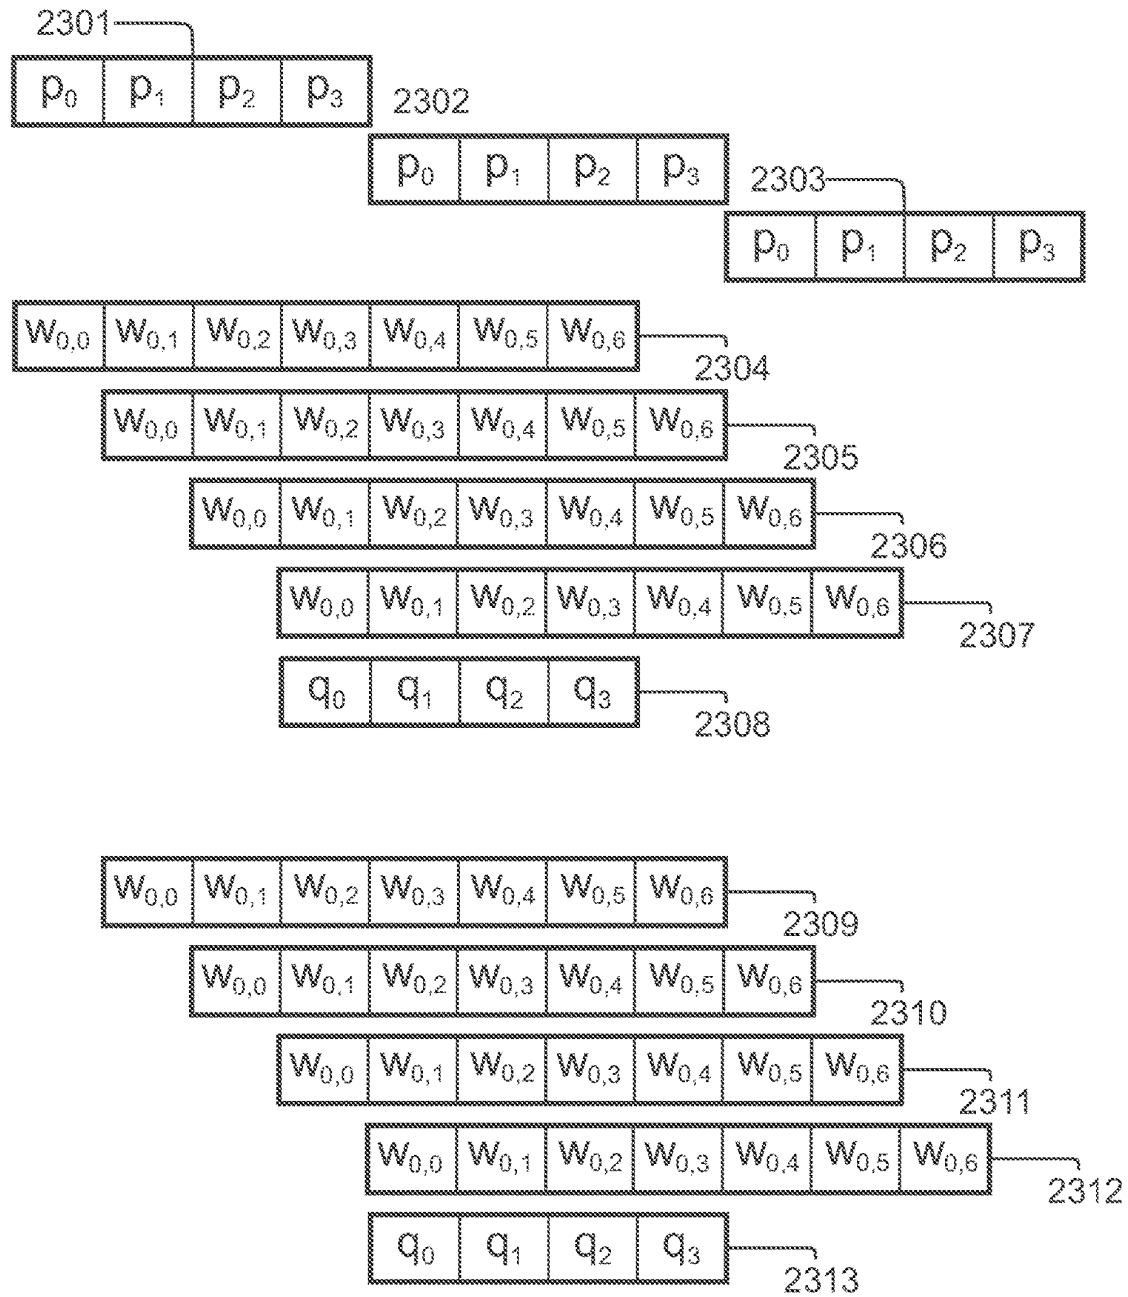 2301
p₀ p₁ p₂ p₃
2302
p₀ p₁ p₂ p₃
2303
p₀ p₁ p₂ p₃
w₀,₀ w₀,₁ w₀,₂ w₀,₃ w₀,₄ w₀,₅ w₀,₆
2304
w₀,₀ w₀,₁ w₀,₂ w₀,₃ w₀,₄ w₀,₅ w₀,₆
2305
w₀,₀ w₀,₁ w₀,₂ w₀,₃ w₀,₄ w₀,₅ w₀,₆
2306
w₀,₀ w₀,₁ w₀,₂ w₀,₃ w₀,₄ w₀,₅ w₀,₆
2307
q₀ q₁ q₂ q₃
2308
w₀,₀ w₀,₁ w₀,₂ w₀,₃ w₀,₄ w₀,₅ w₀,₆
2309
w₀,₀ w₀,₁ w₀,₂ w₀,₃ w₀,₄ w₀,₅ w₀,₆
2310
w₀,₀ w₀,₁ w₀,₂ w₀,₃ w₀,₄ w₀,₅ w₀,₆
2311
w₀,₀ w₀,₁ w₀,₂ w₀,₃ w₀,₄ w₀,₅ w₀,₆
2312
q₀ q₁ q₂ q₃
2313